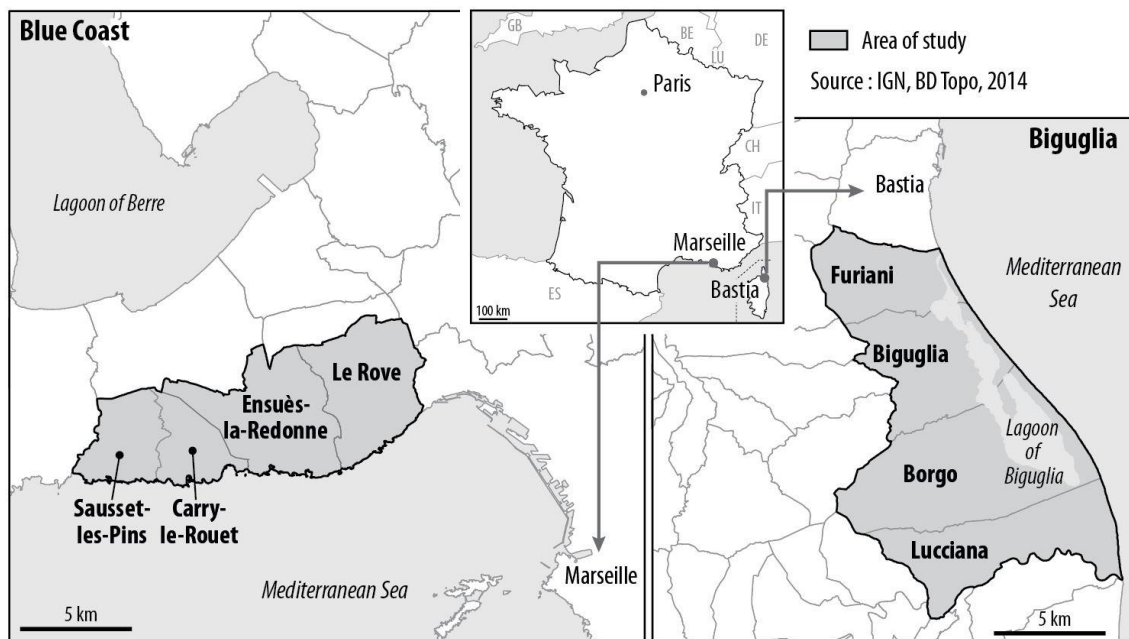 Blue Coast
Lagoon of Berre
Le Rove
Ensuès-
la-Redonne
Sausset-
les-Pins
Carry-
le-Rouet
Marseille
Mediterranean Sea
5 km
GB
BE
LU
DE
Paris
CH
IT
Marseille
ES
Bastia
100 km
Area of study
Source : IGN, BD Topo, 2014
Biguglia
Bastia
Mediterranean
Sea
Furiani
Biguglia
Lagoon
of
Biguglia
Borgo
Lucciana
5 km